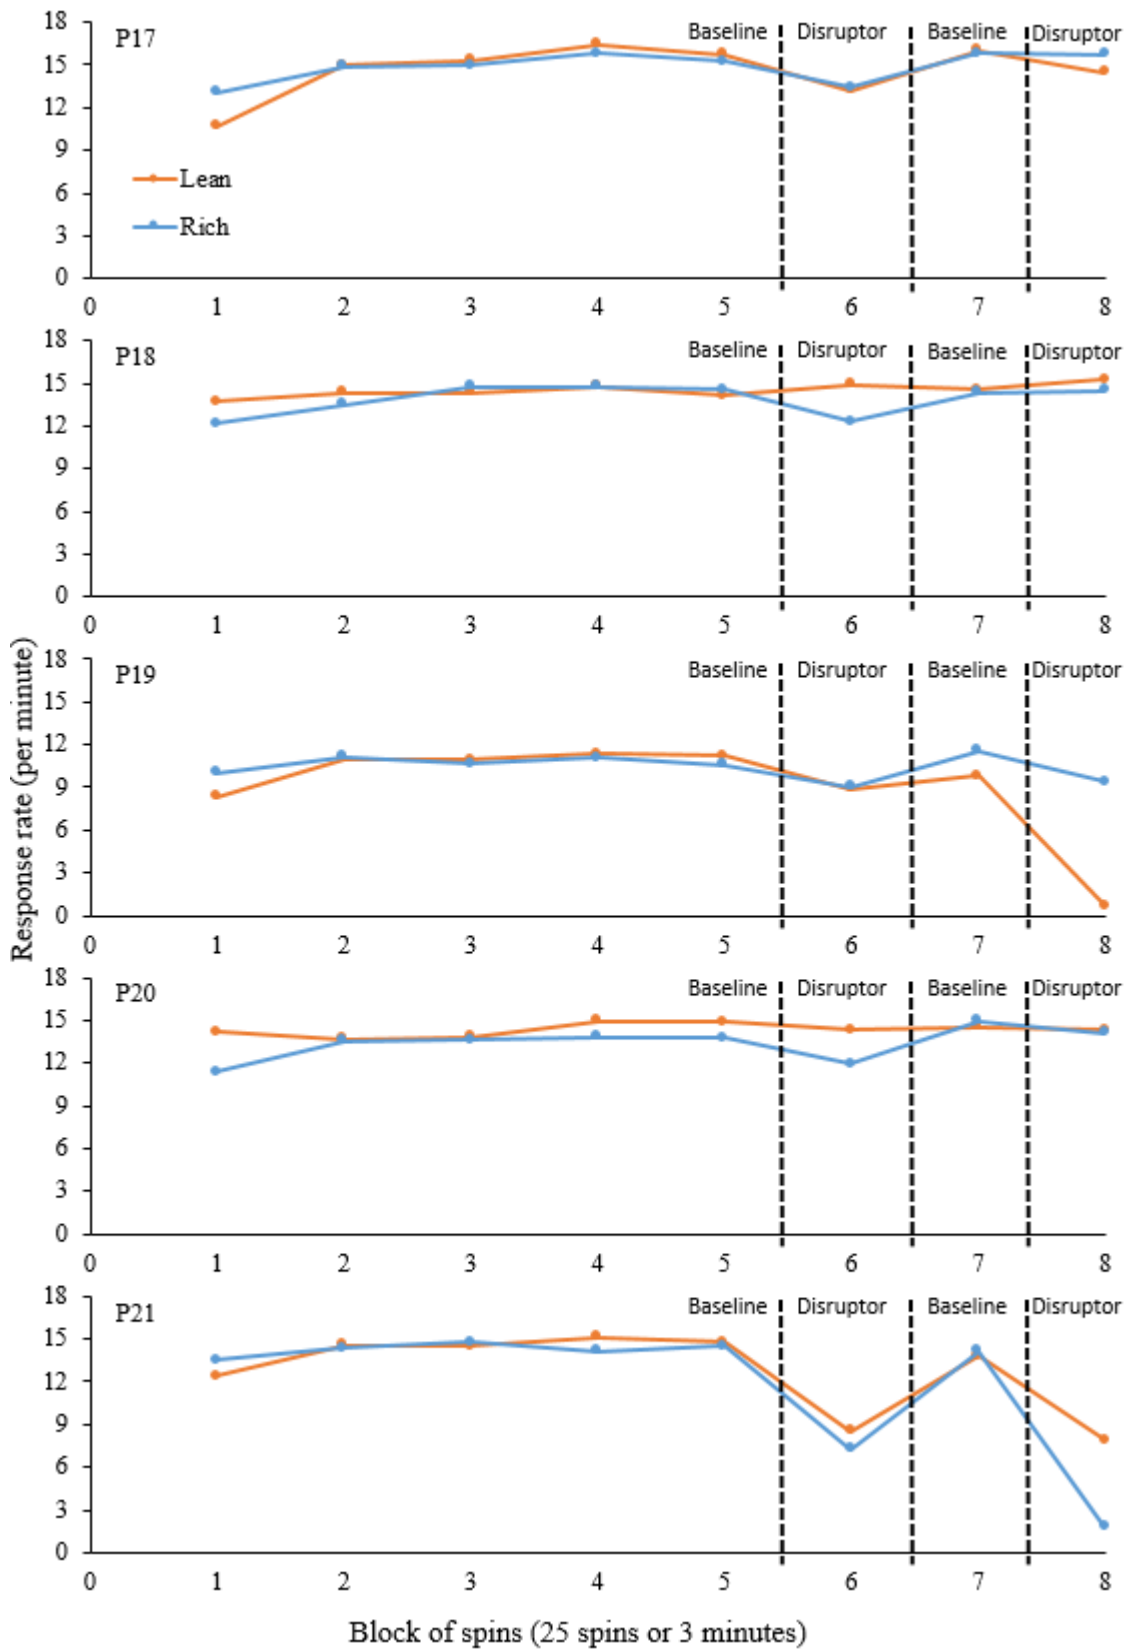 18
P17
Baseline
Disruptor
Baseline
Disruptor
15
12
9
Lean
6
Rich
3
0
0 1 2 3 4 5 6 7 8
18
P18
Baseline
Disruptor
Baseline
Disruptor
15
12
9
6
3
0
0 1 2 3 4 5 6 7 8
Response rate (per minute)
18
P19
Baseline
Disruptor
Baseline
Disruptor
15
12
9
6
3
0
0 1 2 3 4 5 6 7 8
18
P20
Baseline
Disruptor
Baseline
Disruptor
15
12
9
6
3
0
0 1 2 3 4 5 6 7 8
18
P21
Baseline
Disruptor
Baseline
Disruptor
15
12
9
6
3
0
0 1 2 3 4 5 6 7 8
Block of spins (25 spins or 3 minutes)